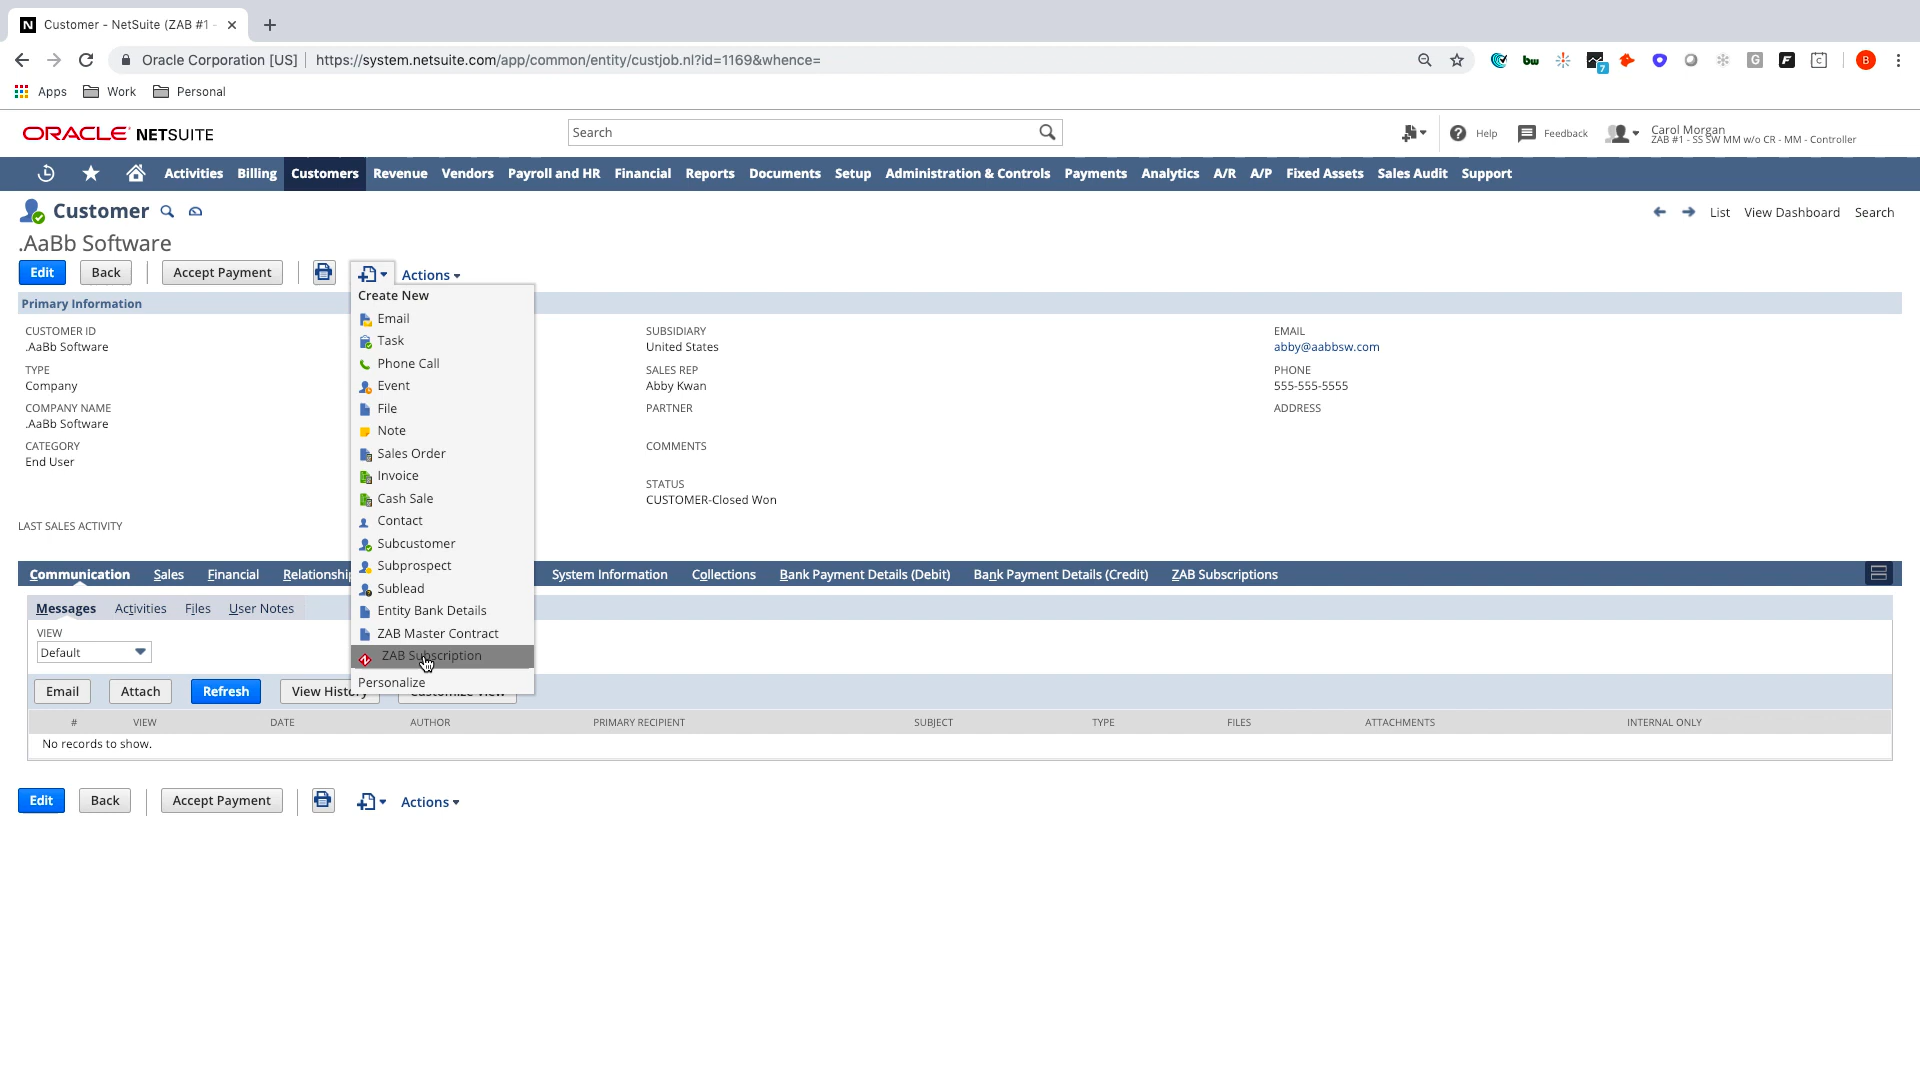 Customer - NetSuite (ZAB #1 -
Oracle Corporation [US] https://system.netsuite.com/app/common/entity/custjob.nl?id=1169&whence=
bw 7 G F C B
Apps Work Personal
ORACLE NETSUITE
Search
Help Feedback
Carol Morgan
ZAB #1 - SS SW MM w/o CR - MM - Controller
Activities Billing Customers Revenue Vendors Payroll and HR Financial Reports Documents Setup Administration & Controls Payments Analytics A/R A/P Fixed Assets Sales Audit Support
Customer
List View Dashboard Search
.AaBb Software
Edit Back Accept Payment Actions
Create New
Email
Task
Phone Call
Event
File
Note
Sales Order
Invoice
Cash Sale
Contact
Subcustomer
Subprospect
Sublead
Entity Bank Details
ZAB Master Contract
ZAB Subscription
Personalize
Primary Information
CUSTOMER ID
.AaBb Software
TYPE
Company
COMPANY NAME
.AaBb Software
CATEGORY
End User
SUBSIDIARY
United States
SALES REP
Abby Kwan
PARTNER
COMMENTS
STATUS
CUSTOMER-Closed Won
EMAIL
abby@aabbsw.com
PHONE
555-555-5555
ADDRESS
LAST SALES ACTIVITY
Communication Sales Financial Relationship System Information Collections Bank Payment Details (Debit) Bank Payment Details (Credit) ZAB Subscriptions
Messages Activities Files User Notes
VIEW
Default
Email Attach Refresh View History Customize View
# VIEW DATE AUTHOR PRIMARY RECIPIENT SUBJECT TYPE FILES ATTACHMENTS INTERNAL ONLY
No records to show.
Edit Back Accept Payment Actions